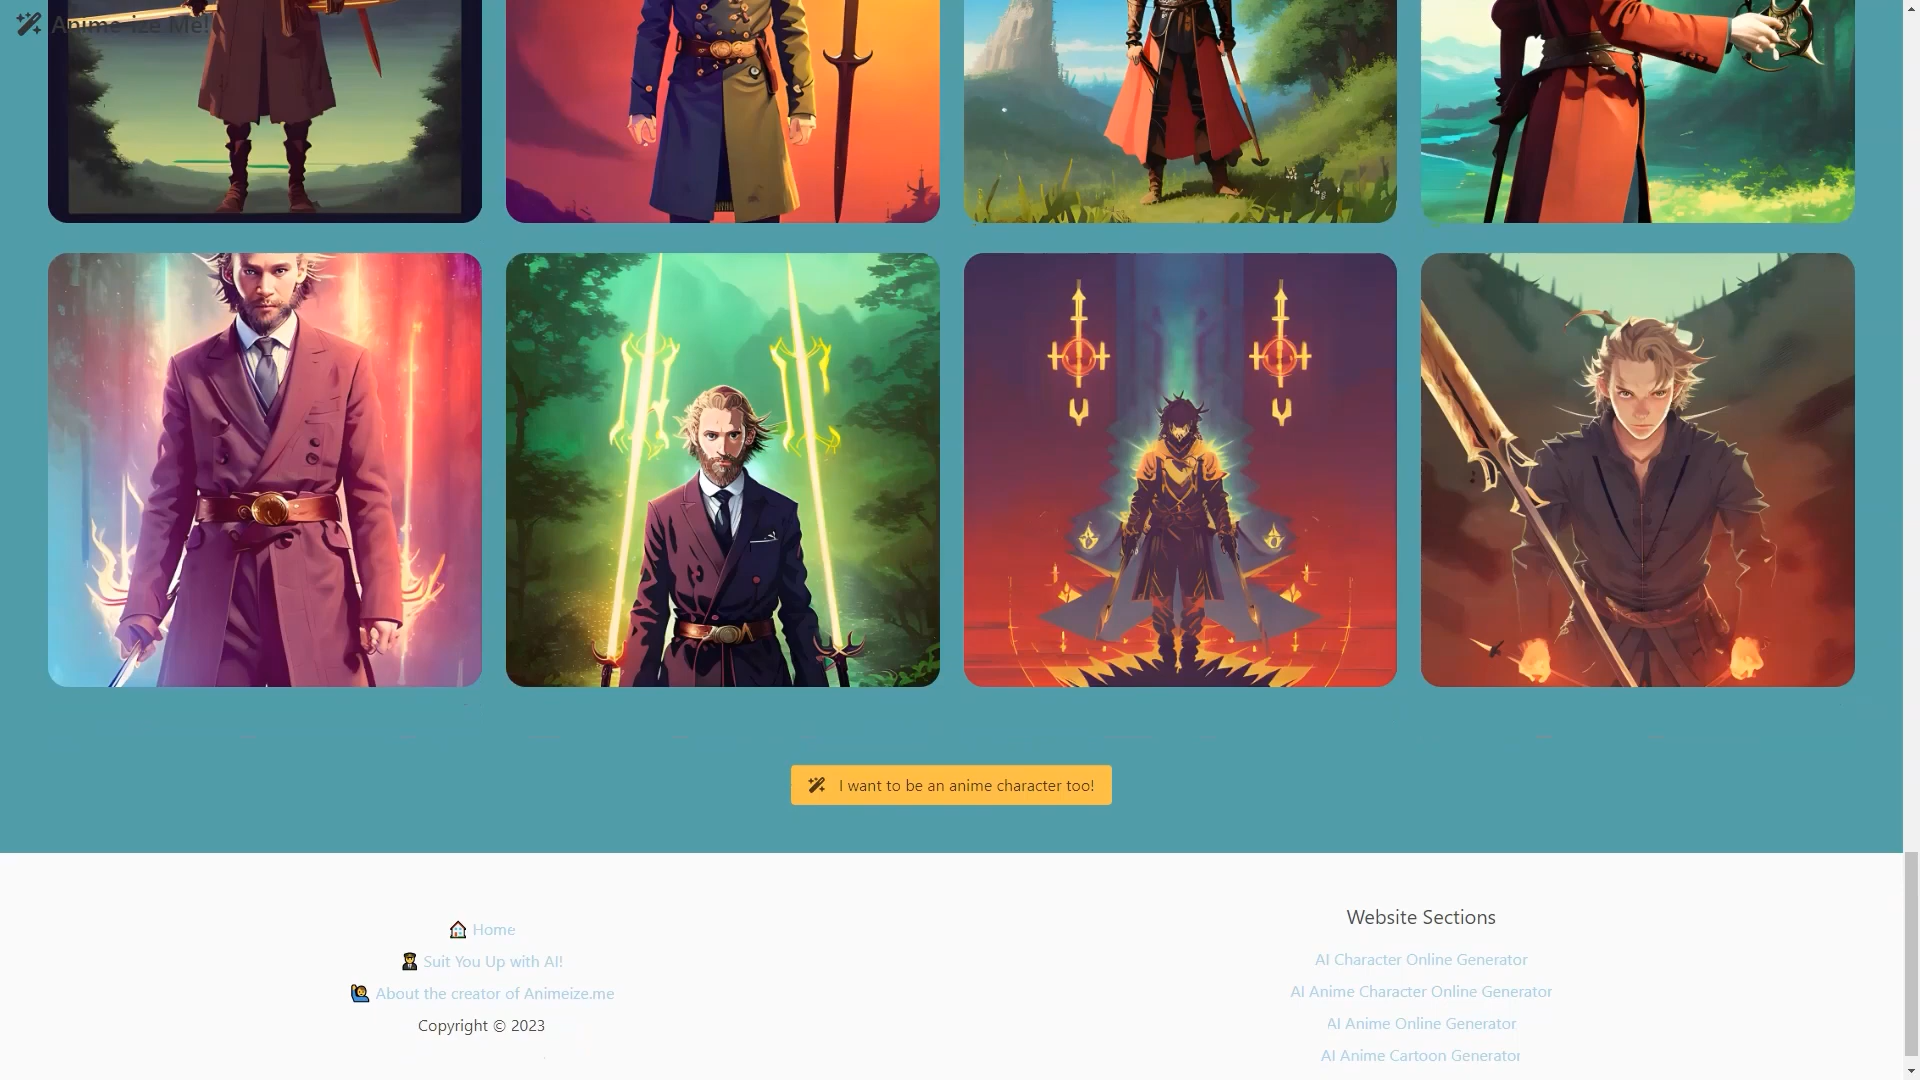 Anime-ize Me!
I want to be an anime character too!
Home
Suit You Up with AI!
About the creator of Animeize.me
Copyright © 2023
Website Sections
AI Character Online Generator
AI Anime Character Online Generator
AI Anime Online Generator
AI Anime Cartoon Generator